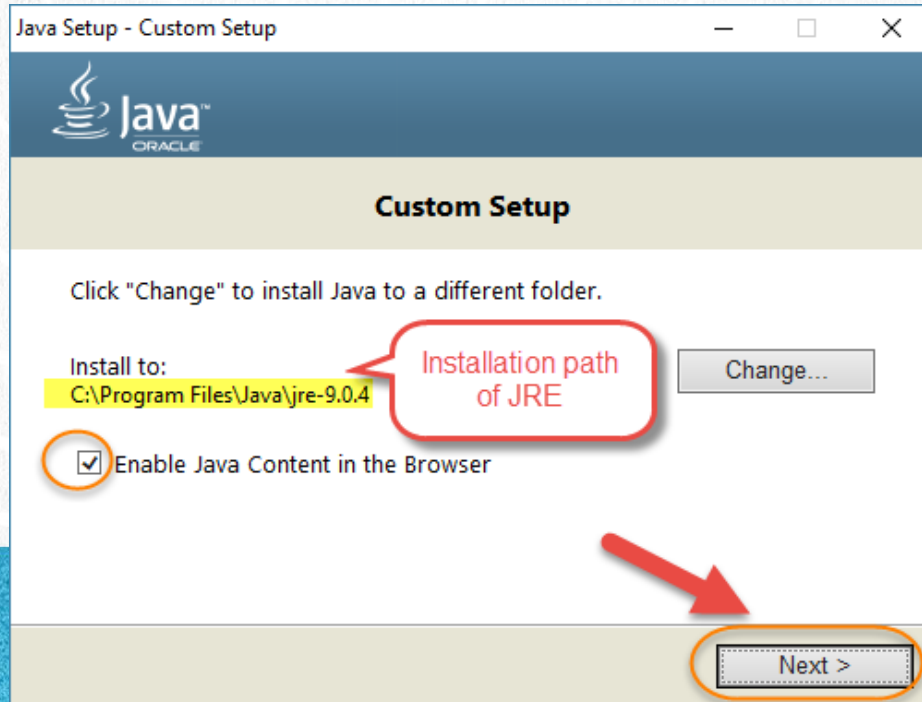 Java Setup - Custom Setup
Java™
ORACLE
Custom Setup
Click "Change" to install Java to a different folder.
Install to:
C:\Program Files\Java\jre-9.0.4
Installation path
of JRE
Change...
Enable Java Content in the Browser
Next >